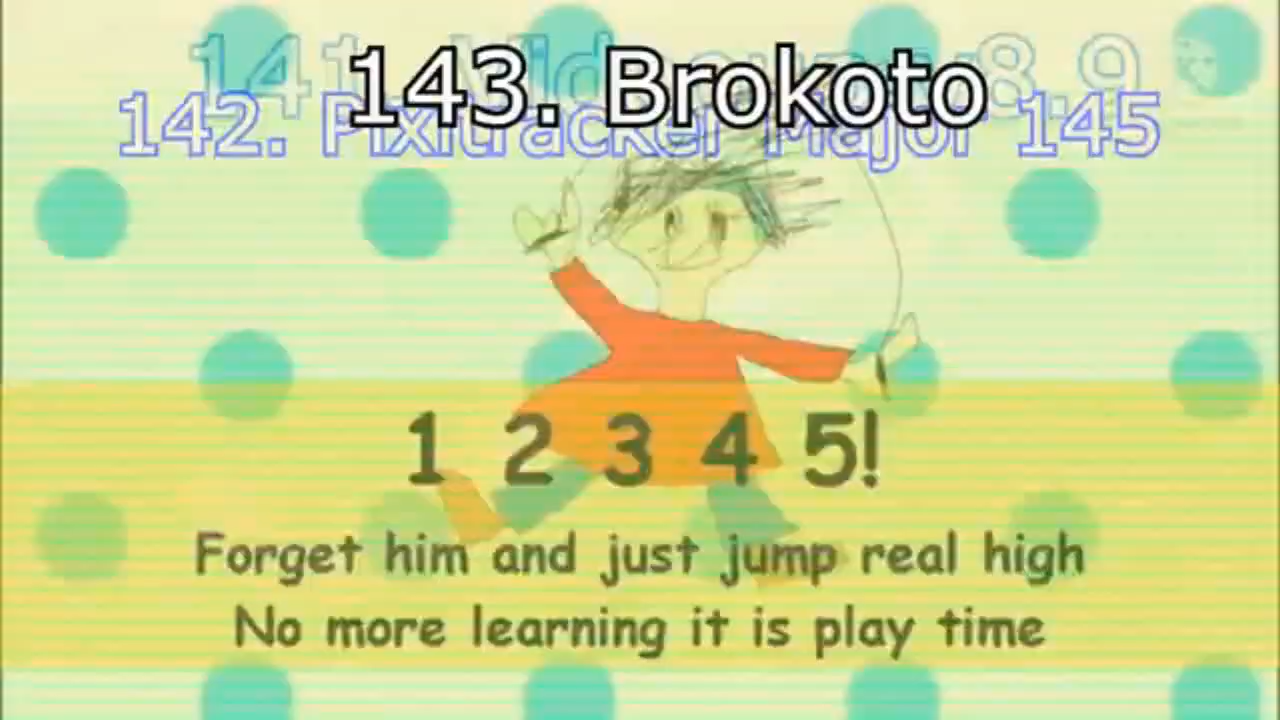 143. Brokoto
142. Pixitracker Major 145
1 2 3 4 5!
Forget him and just jump real high
No more learning it is play time